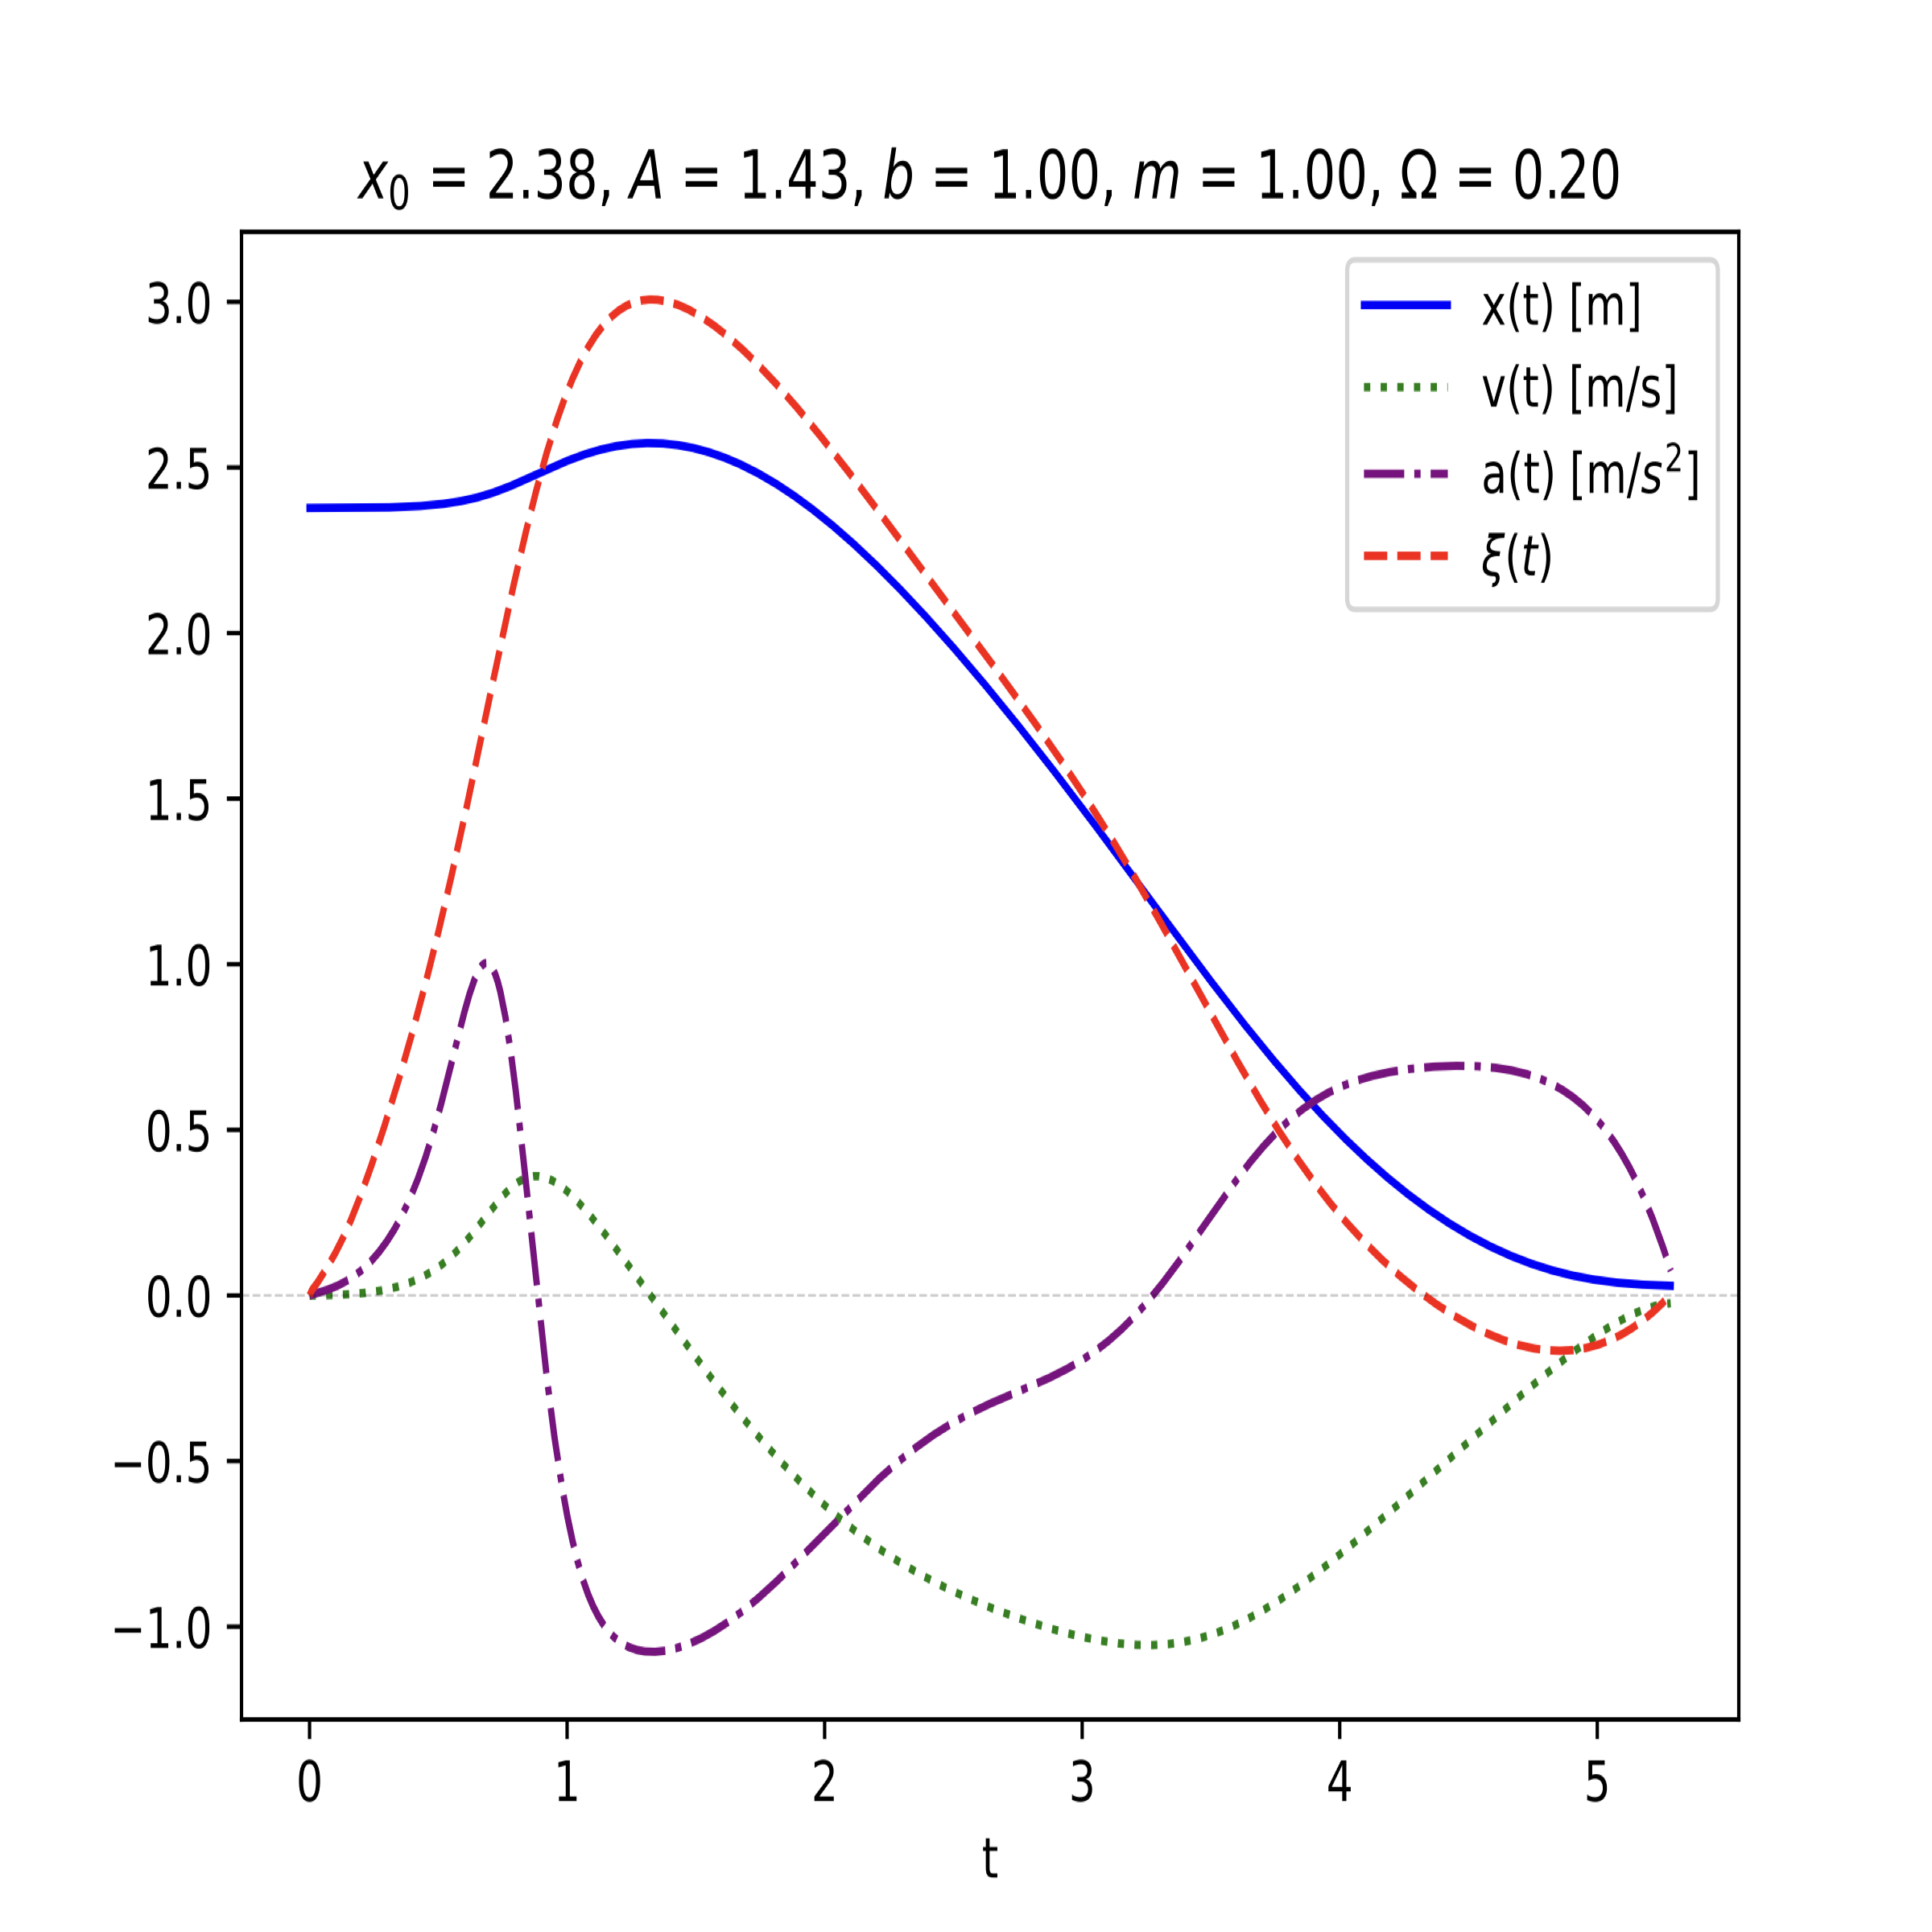 x₀ = 2.38, A = 1.43, b = 1.00, m = 1.00, Ω = 0.20
x(t) [m]
v(t) [m/s]
a(t) [m/s²]
ξ(t)
3.0
2.5
2.0
1.5
1.0
0.5
0.0
−0.5
−1.0
0 1 2 3 4 5
t